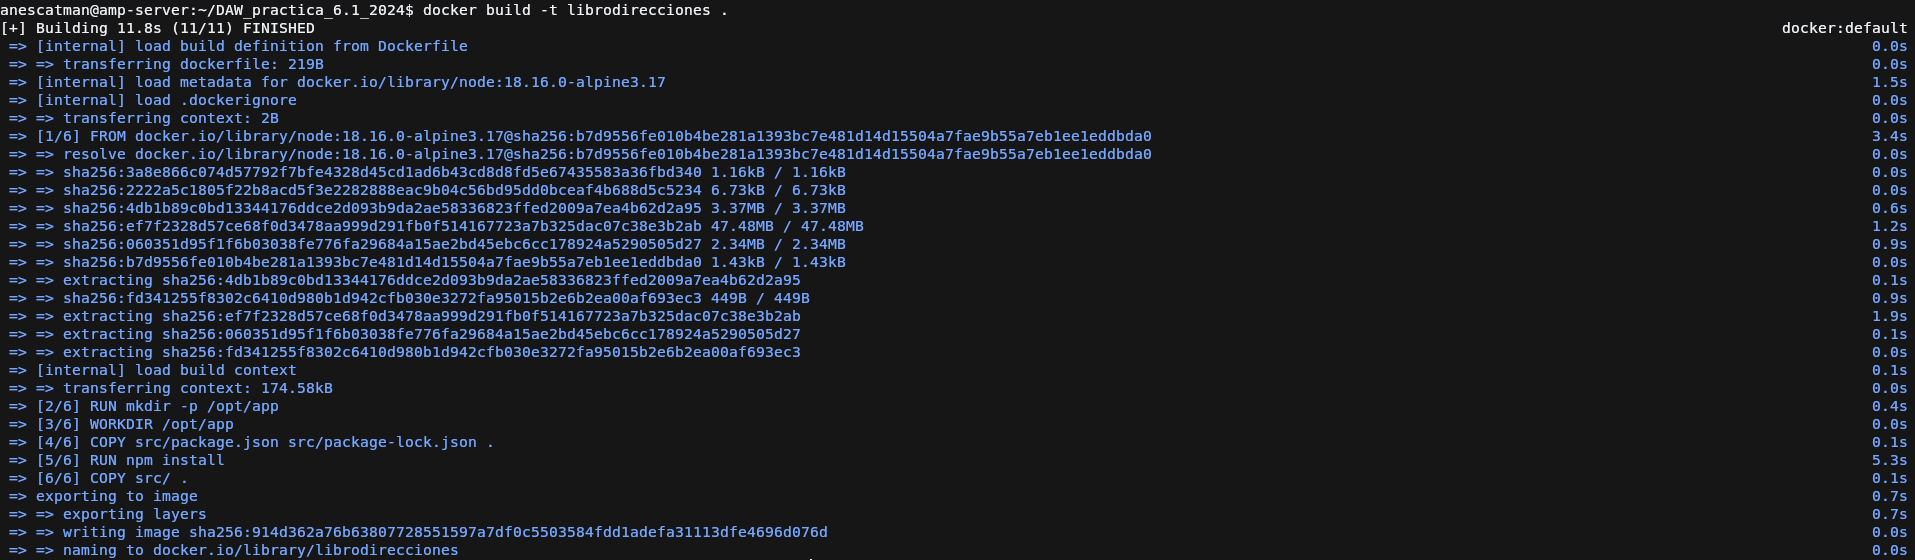 anescatman@amp-server:~/DAW_practica_6.1_2024$ docker build -t librodirecciones .
[+] Building 11.8s (11/11) FINISHED docker:default
=> [internal] load build definition from Dockerfile 0.0s
=> => transferring dockerfile: 219B 0.0s
=> [internal] load metadata for docker.io/library/node:18.16.0-alpine3.17 1.5s
=> [internal] load .dockerignore 0.0s
=> => transferring context: 2B 0.0s
=> [1/6] FROM docker.io/library/node:18.16.0-alpine3.17@sha256:b7d9556fe010b4be281a1393bc7e481d14d15504a7fae9b55a7eb1ee1eddbda0 3.4s
=> => resolve docker.io/library/node:18.16.0-alpine3.17@sha256:b7d9556fe010b4be281a1393bc7e481d14d15504a7fae9b55a7eb1ee1eddbda0 0.0s
=> => sha256:3a8e866c074d57792f7bfe4328d45cd1ad6b43cd8d8fd5e67435583a36fbd340 1.16kB / 1.16kB 0.0s
=> => sha256:2222a5c1805f22b8acd5f3e2282888eac9b04c56bd95dd0bceaf4b688d5c5234 6.73kB / 6.73kB 0.0s
=> => sha256:4db1b89c0bd13344176ddce2d093b9da2ae58336823ffed2009a7ea4b62d2a95 3.37MB / 3.37MB 0.6s
=> => sha256:ef7f2328d57ce68f0d3478aa999d291fb0f514167723a7b325dac07c38e3b2ab 47.48MB / 47.48MB 1.2s
=> => sha256:060351d95f1f6b03038fe776fa29684a15ae2bd45ebc6cc178924a5290505d27 2.34MB / 2.34MB 0.9s
=> => sha256:b7d9556fe010b4be281a1393bc7e481d14d15504a7fae9b55a7eb1ee1eddbda0 1.43kB / 1.43kB 0.0s
=> => extracting sha256:4db1b89c0bd13344176ddce2d093b9da2ae58336823ffed2009a7ea4b62d2a95 0.1s
=> => sha256:fd341255f8302c6410d980b1d942cfb030e3272fa95015b2e6b2ea00af693ec3 449B / 449B 0.9s
=> => extracting sha256:ef7f2328d57ce68f0d3478aa999d291fb0f514167723a7b325dac07c38e3b2ab 1.9s
=> => extracting sha256:060351d95f1f6b03038fe776fa29684a15ae2bd45ebc6cc178924a5290505d27 0.1s
=> => extracting sha256:fd341255f8302c6410d980b1d942cfb030e3272fa95015b2e6b2ea00af693ec3 0.0s
=> [internal] load build context 0.1s
=> => transferring context: 174.58kB 0.0s
=> [2/6] RUN mkdir -p /opt/app 0.4s
=> [3/6] WORKDIR /opt/app 0.0s
=> [4/6] COPY src/package.json src/package-lock.json . 0.1s
=> [5/6] RUN npm install 5.3s
=> [6/6] COPY src/ . 0.1s
=> exporting to image 0.7s
=> => exporting layers 0.7s
=> => writing image sha256:914d362a76b63807728551597a7df0c5503584fdd1adefa31113dfe4696d076d 0.0s
=> => naming to docker.io/library/librodirecciones 0.0s